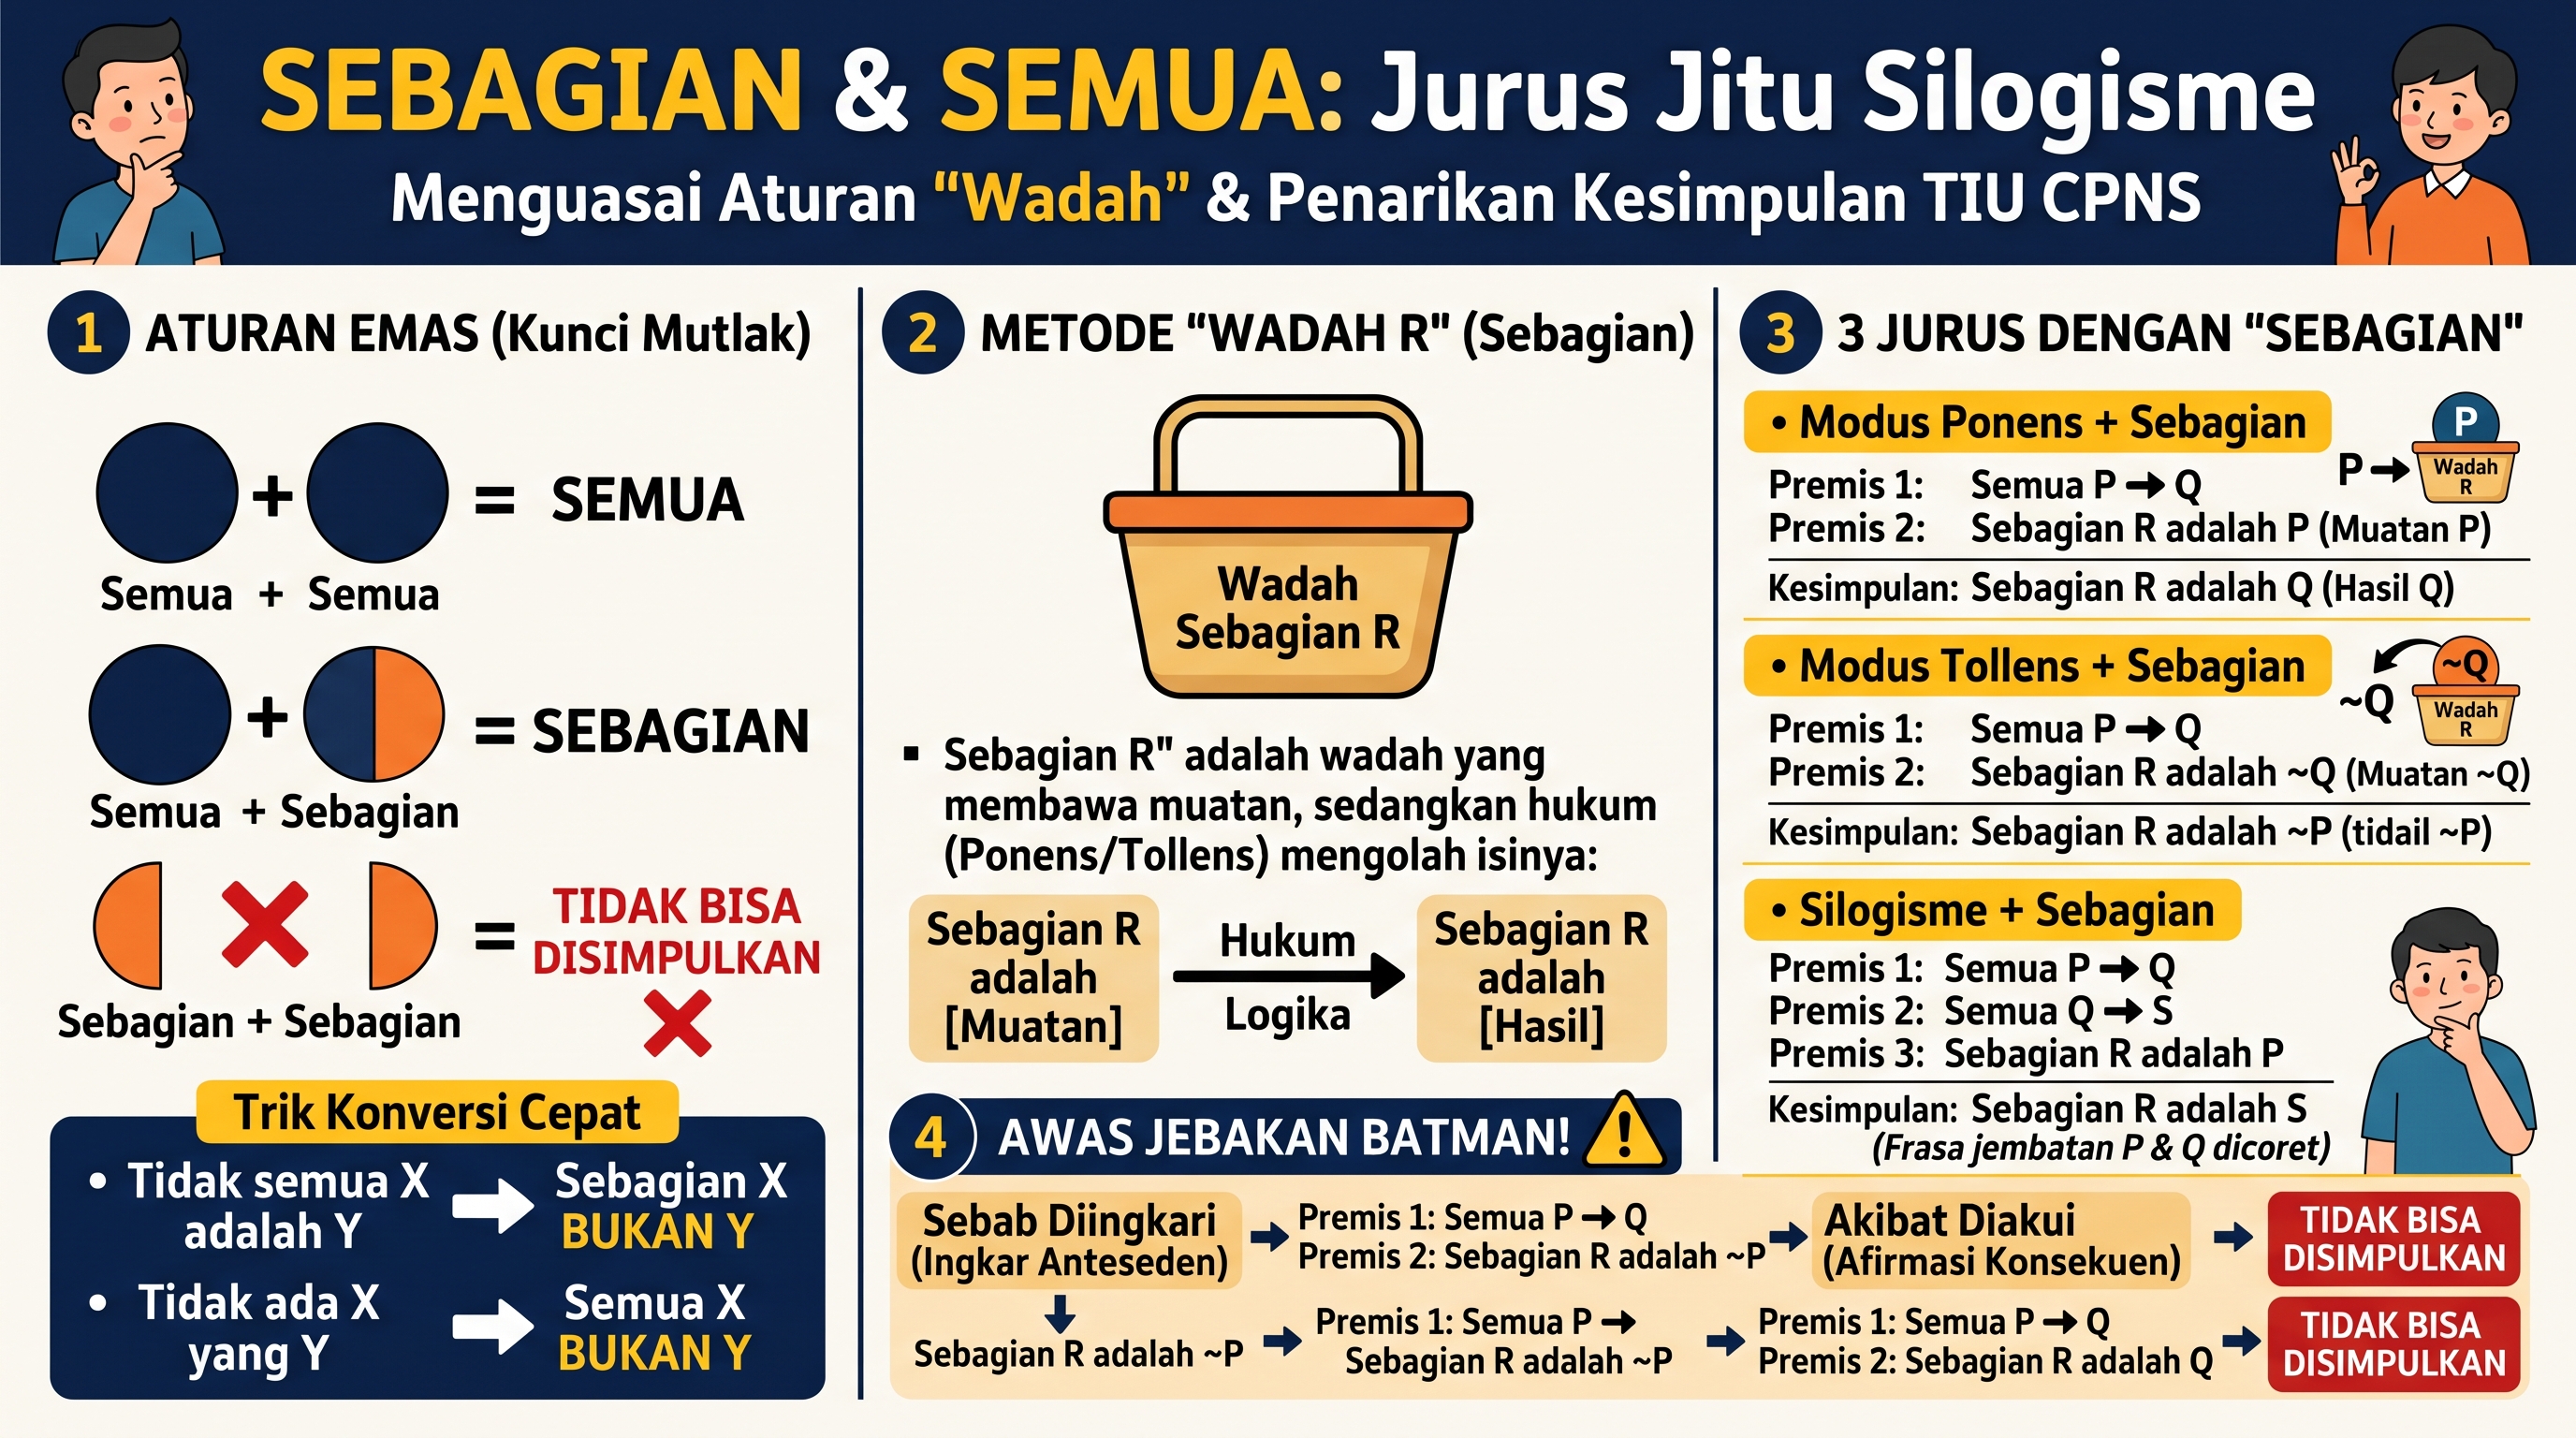 SEBAGIAN & SEMUA: Jurus Jitu Silogisme
Menguasai Aturan “Wadah” & Penarikan Kesimpulan TIU CPNS
1 ATURAN EMAS (Kunci Mutlak)
+ = SEMUA
Semua + Semua
+ = SEBAGIAN
Semua + Sebagian
= TIDAK BISA
DISIMPULKAN
Sebagian + Sebagian
Trik Konversi Cepat
• Tidak semua X
adalah Y
Sebagian X
BUKAN Y
• Tidak ada X
yang Y
Semua X
BUKAN Y
2 METODE “WADAH R" (Sebagian)
Wadah
Sebagian R
▪ Sebagian R" adalah wadah yang
membawa muatan, sedangkan hukum
(Ponens/Tollens) mengolah isinya:
Sebagian R
adalah
[Muatan]
Hukum
Logika
Sebagian R
adalah
[Hasil]
3 3 JURUS DENGAN “SEBAGIAN"
• Modus Ponens + Sebagian
P
P →
Wadah
R
Premis 1: Semua P → Q
Premis 2: Sebagian R adalah P (Muatan P)
Kesimpulan: Sebagian R adalah Q (Hasil Q)
• Modus Tollens + Sebagian
~Q
~Q
Wadah
R
Premis 1: Semua P → Q
Premis 2: Sebagian R adalah ~Q (Muatan ~Q)
Kesimpulan: Sebagian R adalah ~P (tidail ~P)
• Silogisme + Sebagian
Premis 1: Semua P → Q
Premis 2: Semua Q → S
Premis 3: Sebagian R adalah P
Kesimpulan: Sebagian R adalah S
(Frasa jembatan P & Q dicoret)
4 AWAS JEBAKAN BATMAN!
Sebab Diingkari
(Ingkar Anteseden)
Premis 1: Semua P → Q
Premis 2: Sebagian R adalah ~P
Akibat Diakui
(Afirmasi Konsekuen)
TIDAK BISA
DISIMPULKAN
Sebagian R adalah ~P
Premis 1: Semua P →
Sebagian R adalah ~P
Premis 1: Semua P → Q
Premis 2: Sebagian R adalah Q
TIDAK BISA
DISIMPULKAN